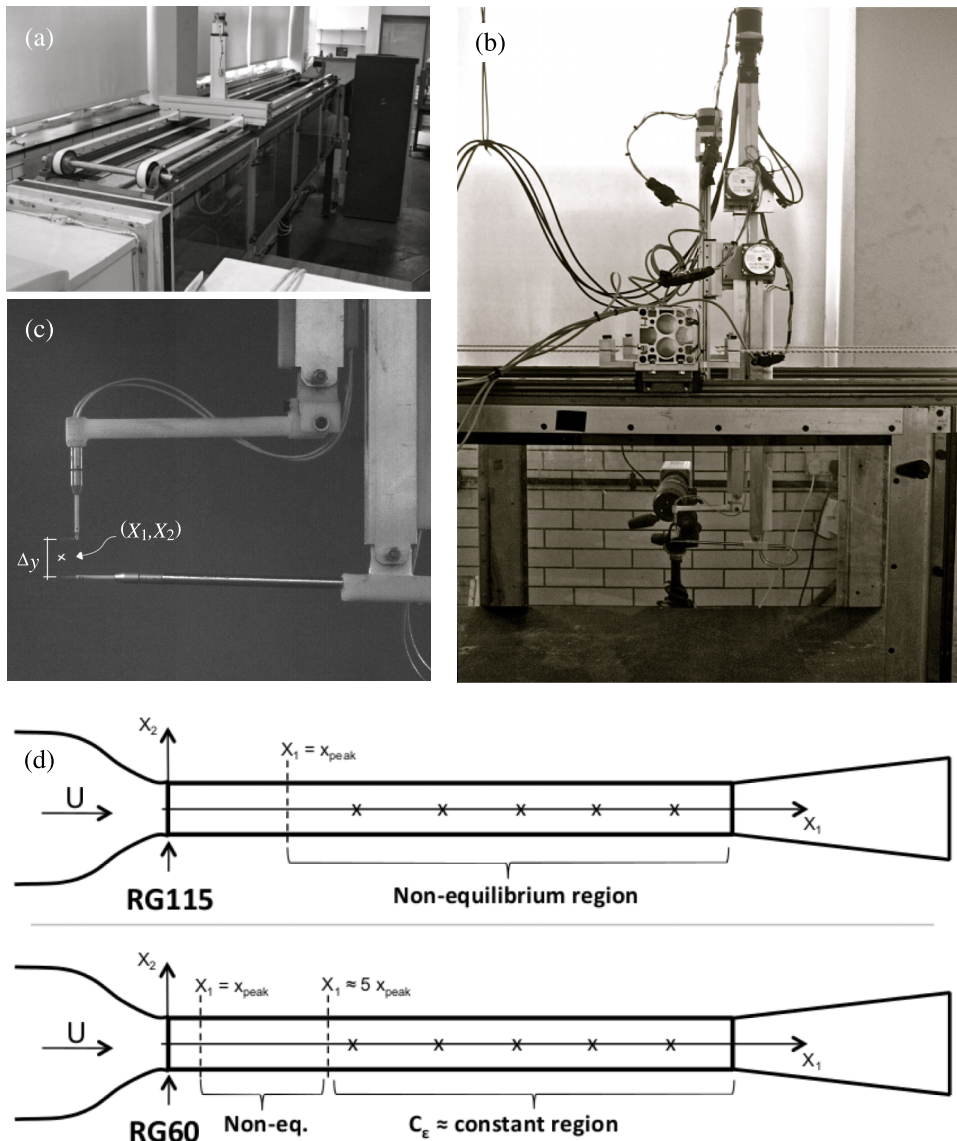 (a)
(b)
(c)
(X₁,X₂)
Δy
(d)
X₂
X₁ = xₚₑₐₖ
U
X₁
RG115
Non-equilibrium region
X₂
X₁ = xₚₑₐₖ X₁ ≈ 5 xₚₑₐₖ
U
X₁
Non-eq. C_ε ≈ constant region
RG60